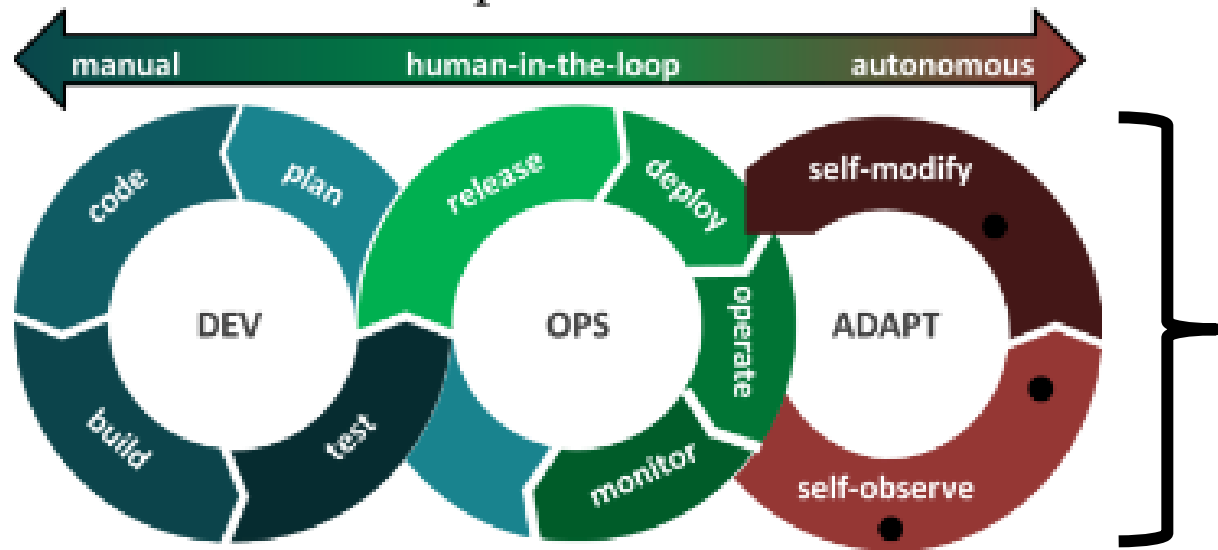 manual human-in-the-loop autonomous
code
plan
release
deploy
self-modify
DEV
OPS
operate
ADAPT
build
test
monitor
self-observe